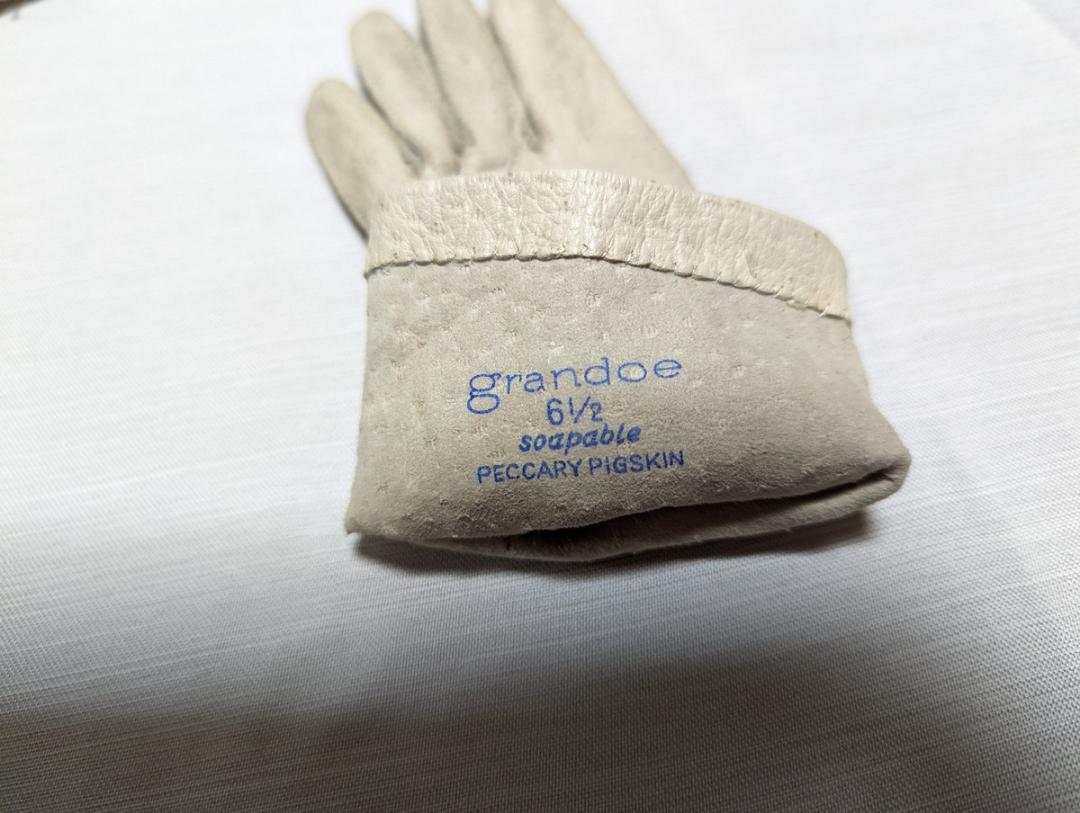 grandoe
6½
soapable
PECCARY PIGSKIN